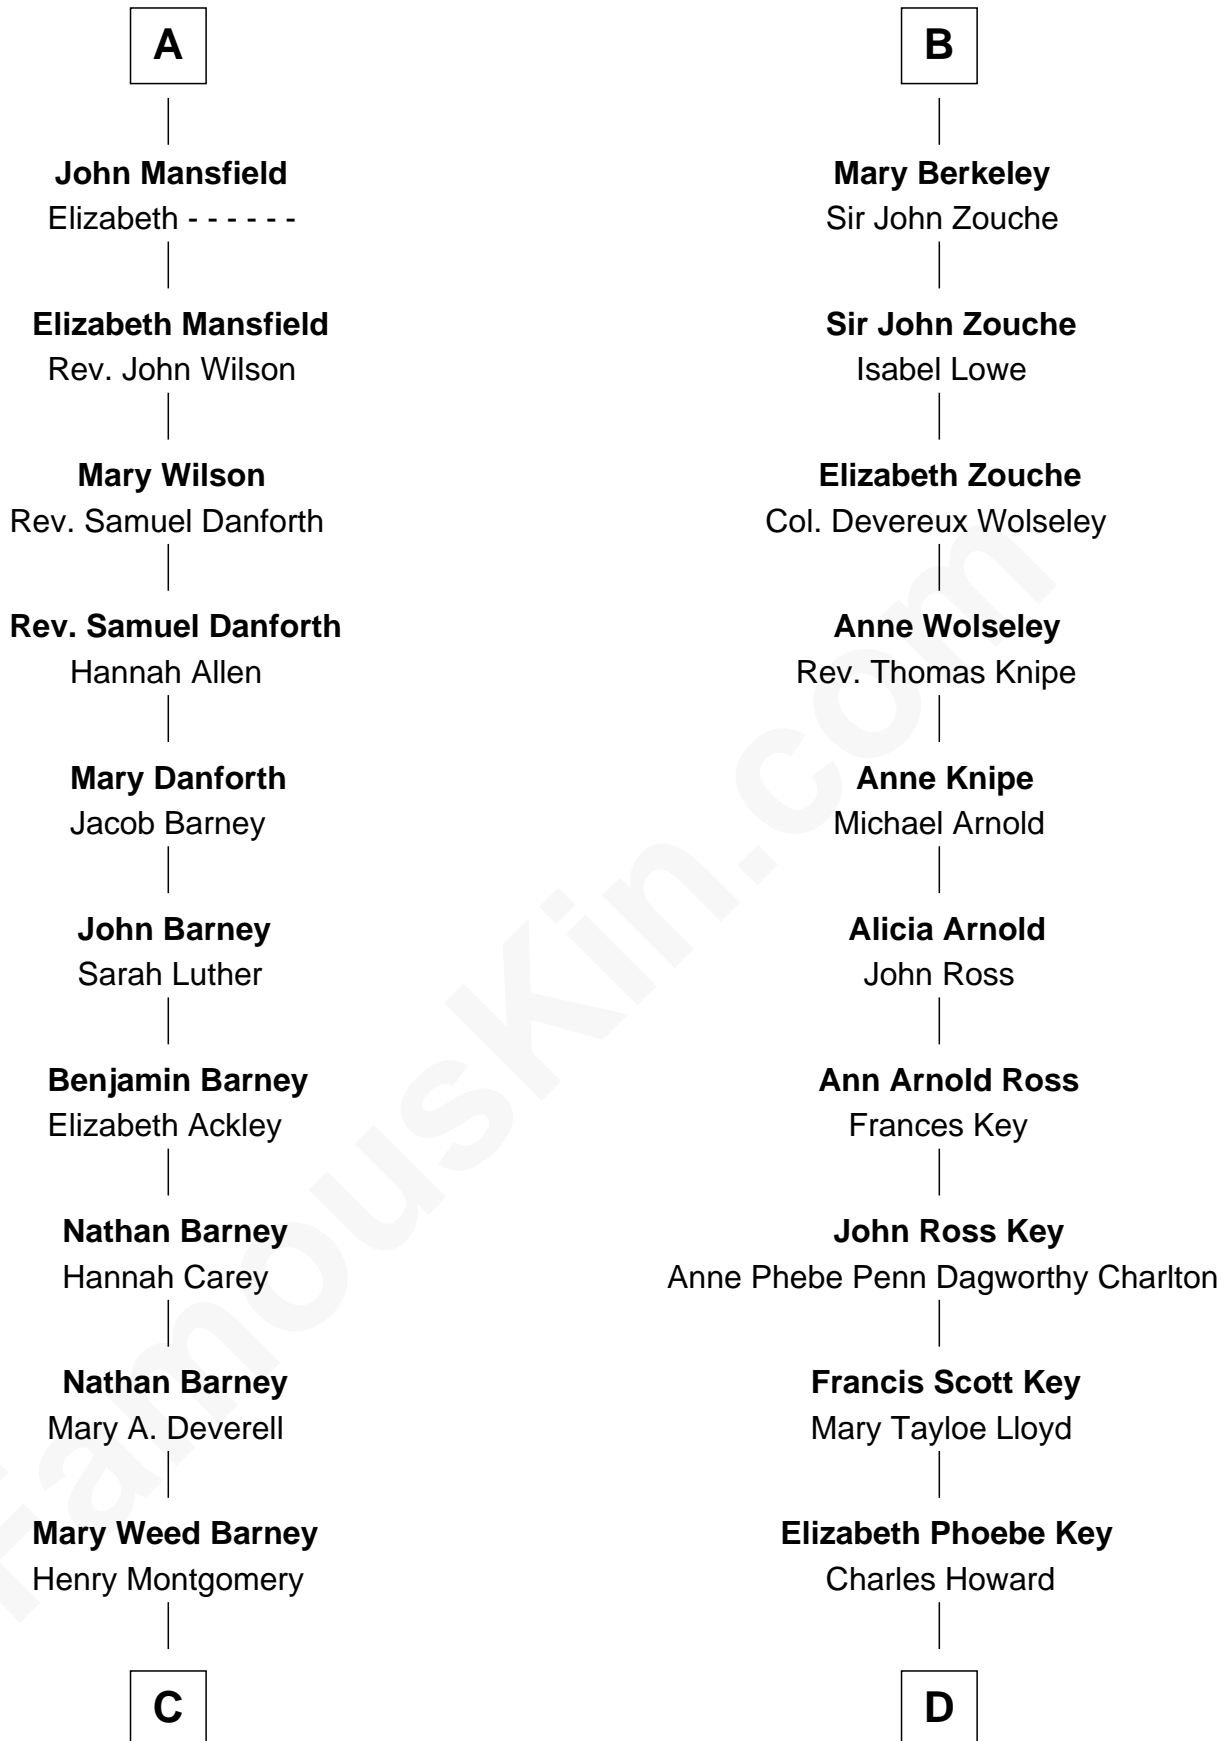 A
John Mansfield
Elizabeth - - - - - -
Elizabeth Mansfield
Rev. John Wilson
Mary Wilson
Rev. Samuel Danforth
Rev. Samuel Danforth
Hannah Allen
Mary Danforth
Jacob Barney
John Barney
Sarah Luther
Benjamin Barney
Elizabeth Ackley
Nathan Barney
Hannah Carey
Nathan Barney
Mary A. Deverell
Mary Weed Barney
Henry Montgomery
C
B
Mary Berkeley
Sir John Zouche
Sir John Zouche
Isabel Lowe
Elizabeth Zouche
Col. Devereux Wolseley
Anne Wolseley
Rev. Thomas Knipe
Anne Knipe
Michael Arnold
Alicia Arnold
John Ross
Ann Arnold Ross
Frances Key
John Ross Key
Anne Phebe Penn Dagworthy Charlton
Francis Scott Key
Mary Tayloe Lloyd
Elizabeth Phoebe Key
Charles Howard
D
FamousKin.com